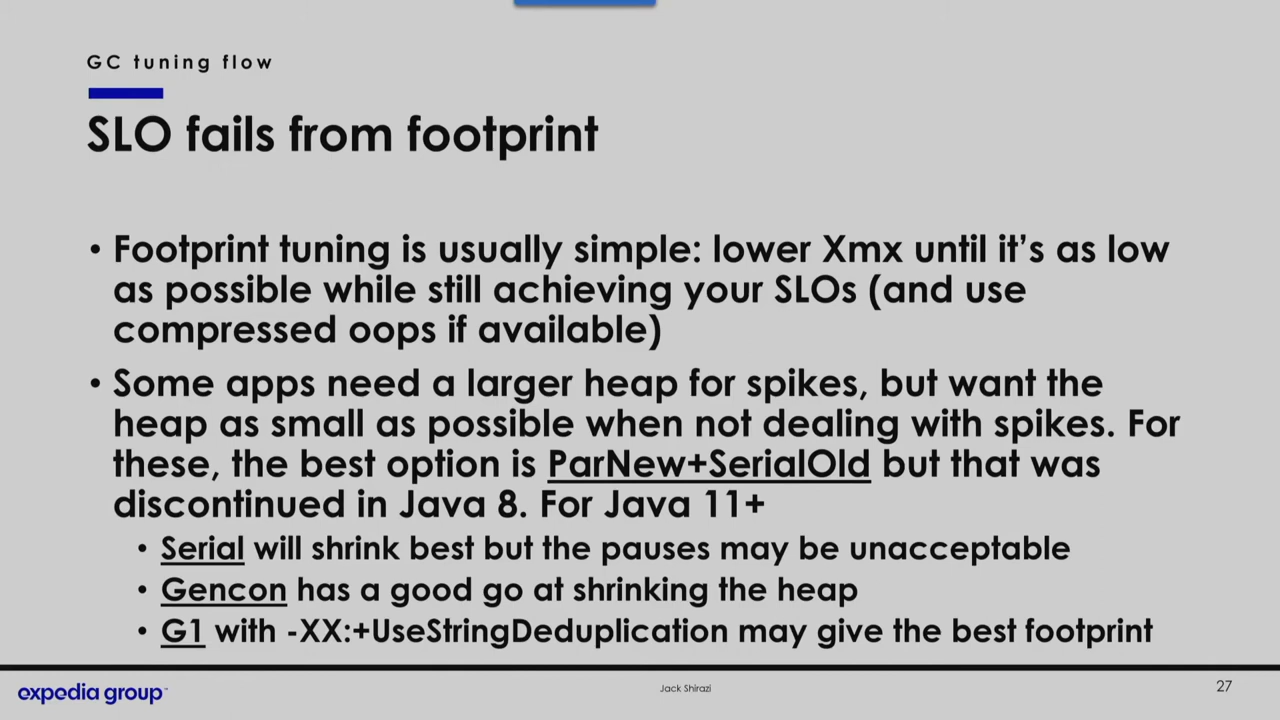 GC tuning flow
SLO fails from footprint
• Footprint tuning is usually simple: lower Xmx until it’s as low
as possible while still achieving your SLOs (and use
compressed oops if available)
• Some apps need a larger heap for spikes, but want the
heap as small as possible when not dealing with spikes. For
these, the best option is ParNew+SerialOld but that was
discontinued in Java 8. For Java 11+
• Serial will shrink best but the pauses may be unacceptable
• Gencon has a good go at shrinking the heap
• G1 with -XX:+UseStringDeduplication may give the best footprint
expedia group
Jack Shirazi
27